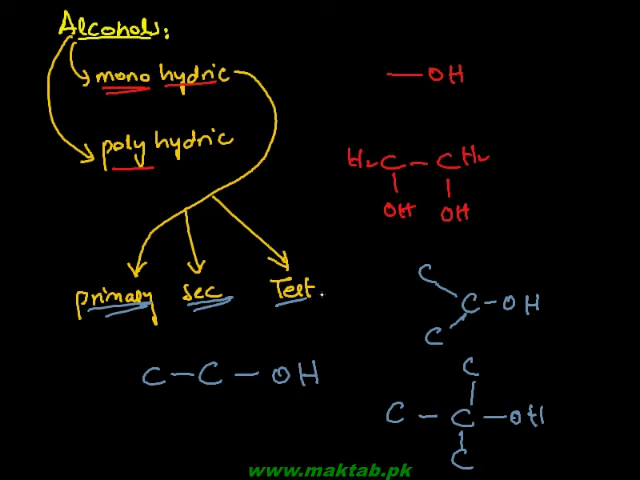 Alcohols:
mono hydric
—OH
poly hydric
H₂C – CH₂
OH OH
primary sec Tert.
C
C–OH
C
C – C – OH
C
C – C – OH
C
www.maktab.pk